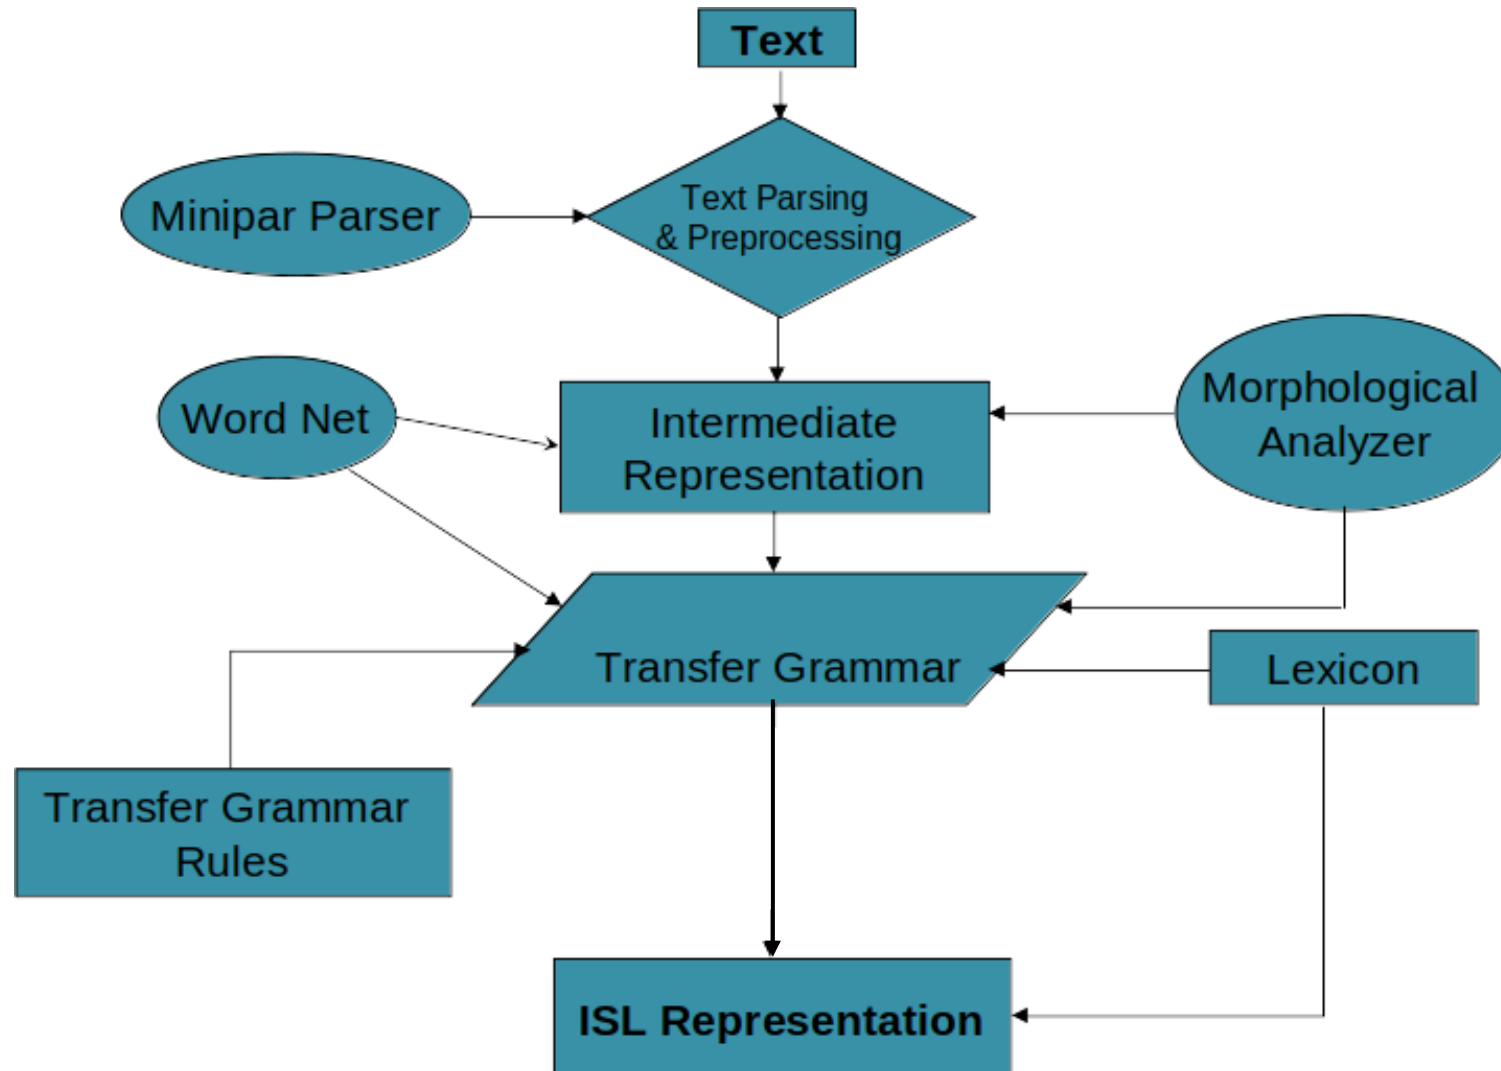 Text
Text Parsing
& Preprocessing
Minipar Parser
Word Net
Intermediate
Representation
Morphological
Analyzer
Transfer Grammar
Lexicon
Transfer Grammar
Rules
ISL Representation